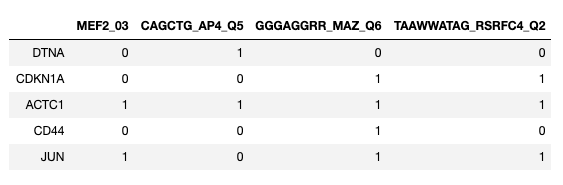 MEF2_03 CAGCTG_AP4_Q5 GGGAGGRR_MAZ_Q6 TAAWWATAG_RSRFC4_Q2
DTNA 0 1 0 0
CDKN1A 0 0 1 1
ACTC1 1 1 1 1
CD44 0 0 1 0
JUN 1 0 1 1